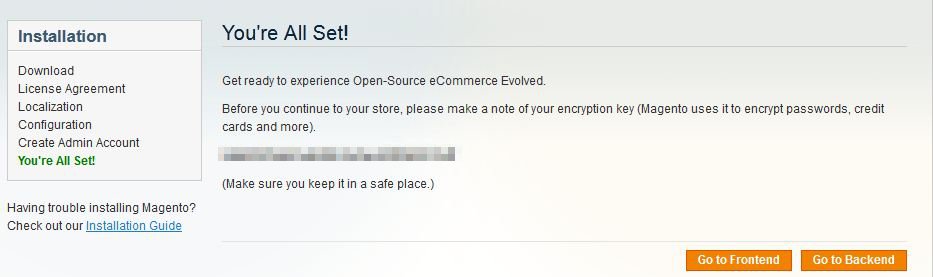 Installation
Download
License Agreement
Localization
Configuration
Create Admin Account
You're All Set!
Having trouble installing Magento?
Check out our Installation Guide
You're All Set!
Get ready to experience Open-Source eCommerce Evolved.
Before you continue to your store, please make a note of your encryption key (Magento uses it to encrypt passwords, credit
cards and more).
(Make sure you keep it in a safe place.)
Go to Frontend
Go to Backend